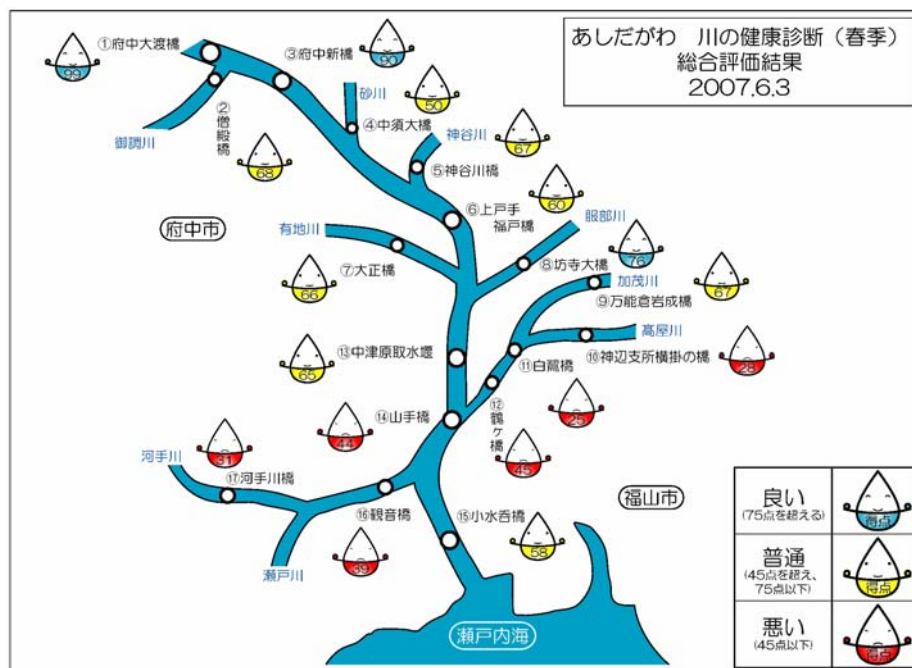 あしだがわ　川の健康診断（春季）
総合評価結果
2007.6.3
①府中大渡橋
99
③府中新橋
90
砂川
50
④中須大橋
神谷川
67
⑤神谷川橋
御調川
②僧殿橋
68
⑥上戸手
福戸橋
60
府中市
有地川
服部川
⑦大正橋
66
⑧坊寺大橋
76
加茂川
67
⑨万能倉岩成橋
高屋川
⑩神辺支所横掛の橋
28
⑬中津原取水堰
65
⑪白鷺橋
25
⑫鶴ヶ橋
45
⑭山手橋
44
河手川
31
⑰河手川橋
⑯観音橋
39
瀬戸川
⑮小水呑橋
58
福山市
瀬戸内海
良い
(75点を超える)
得点
普通
(45点を超え、
75点以下)
得点
悪い
(45点以下)
得点